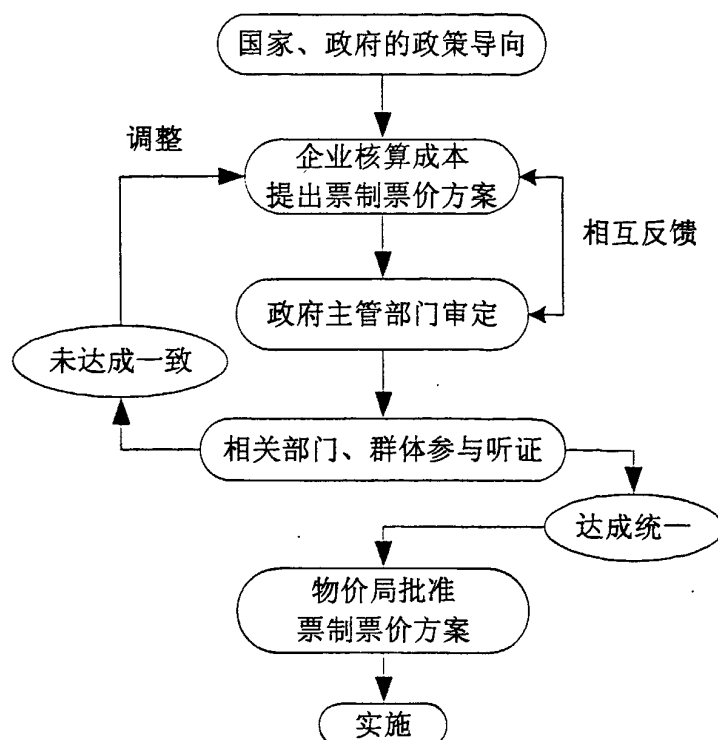 国家、政府的政策导向
调整
企业核算成本
提出票制票价方案
相互反馈
政府主管部门审定
未达成一致
相关部门、群体参与听证
达成统一
物价局批准
票制票价方案
实施